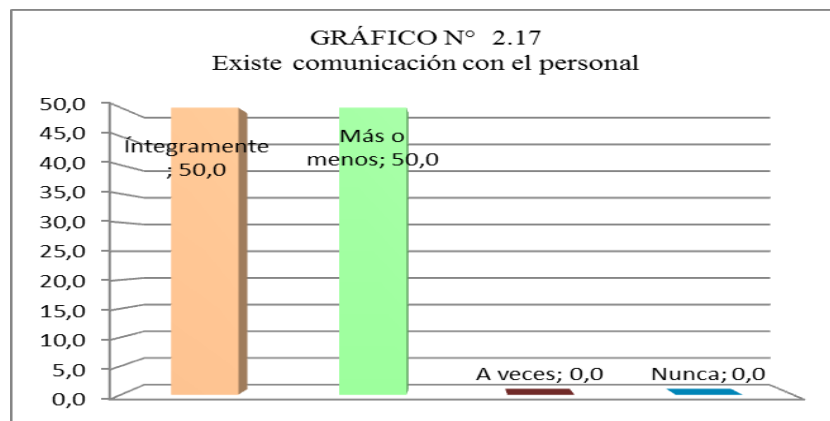 GRÁFICO N° 2.17
Existe comunicación con el personal
50,0
45,0
40,0
35,0
30,0
25,0
20,0
15,0
10,0
5,0
0,0
Íntegramente
; 50,0
Más o
menos; 50,0
A veces; 0,0
Nunca; 0,0